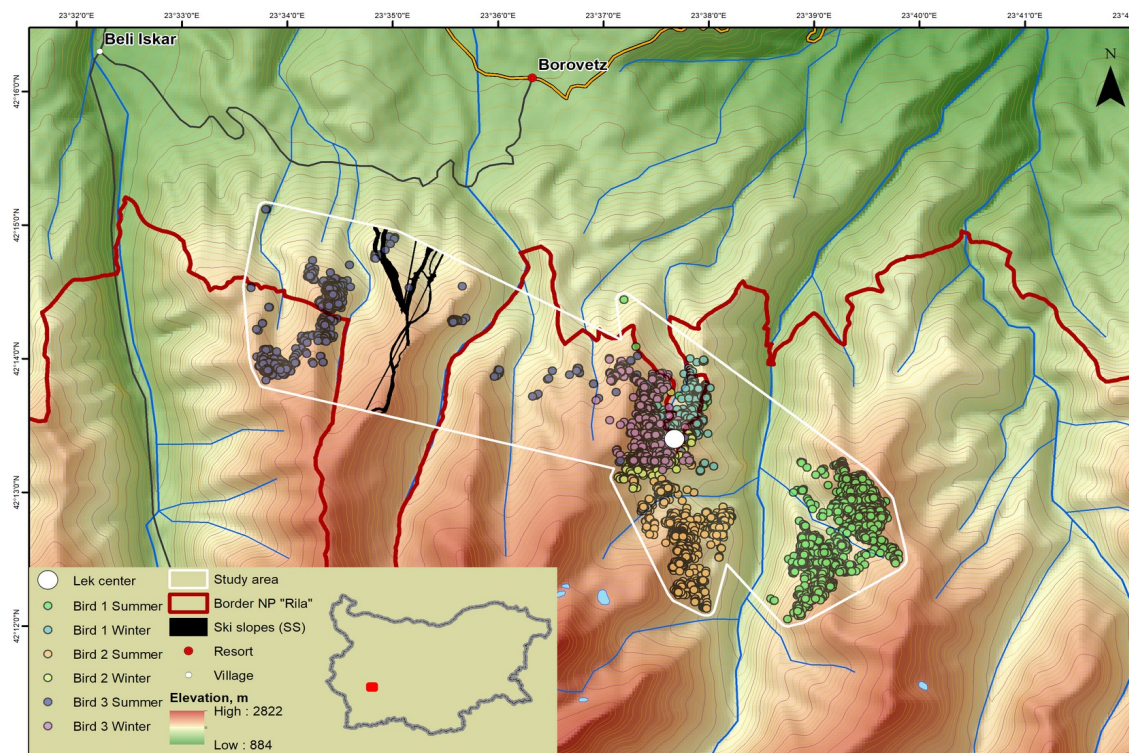 23°32'0"E
23°33'0"E
23°34'0"E
23°35'0"E
23°36'0"E
23°37'0"E
23°38'0"E
23°39'0"E
23°40'0"E
23°41'0"E
23°4
Beli Iskar
Borovetz
N
42°16'0"N
42°15'0"N
42°14'0"N
42°13'0"N
42°12'0"N
Lek center
Bird 1 Summer
Bird 1 Winter
Bird 2 Summer
Bird 2 Winter
Bird 3 Summer
Bird 3 Winter
Study area
Border NP "Rila"
Ski slopes (SS)
Resort
Village
Elevation, m
High : 2822
Low : 884